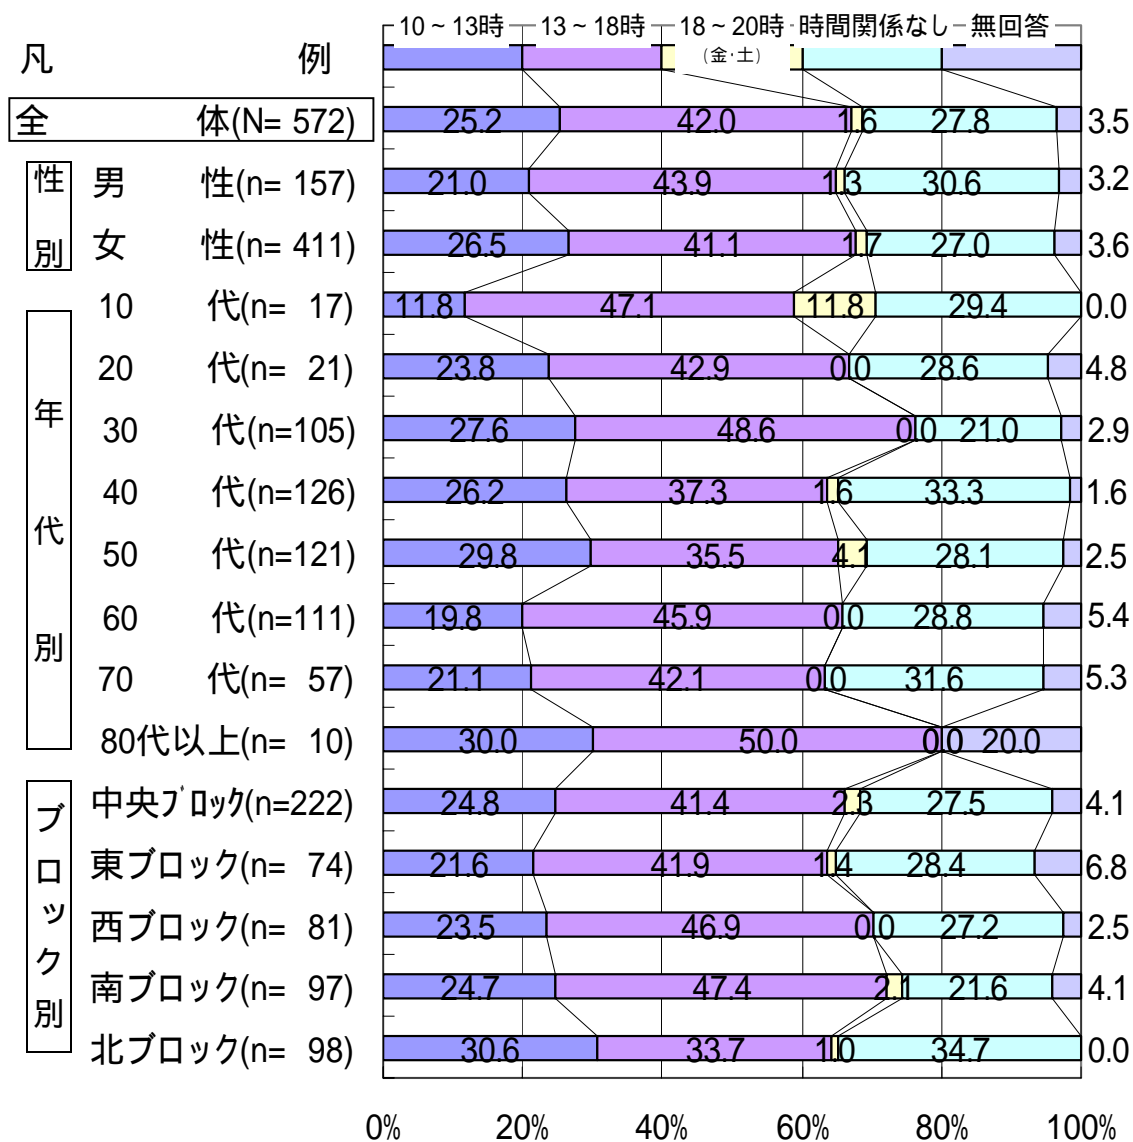 10～13時 13～18時 18～20時 時間関係なし 無回答
凡 例 (金･土)
全 体(N= 572) 25.2 42.0 1.6 27.8 3.5
性別
男 性(n= 157) 21.0 43.9 1.3 30.6 3.2
女 性(n= 411) 26.5 41.1 1.7 27.0 3.6
年代別
10 代(n= 17) 11.8 47.1 11.8 29.4 0.0
20 代(n= 21) 23.8 42.9 0.0 28.6 4.8
30 代(n=105) 27.6 48.6 0.0 21.0 2.9
40 代(n=126) 26.2 37.3 1.6 33.3 1.6
50 代(n=121) 29.8 35.5 4.1 28.1 2.5
60 代(n=111) 19.8 45.9 0.0 28.8 5.4
70 代(n= 57) 21.1 42.1 0.0 31.6 5.3
80代以上(n= 10) 30.0 50.0 0.0 20.0
ブロック別
中央ﾌﾞﾛｯｸ(n=222) 24.8 41.4 2.3 27.5 4.1
東ブロック(n= 74) 21.6 41.9 1.4 28.4 6.8
西ブロック(n= 81) 23.5 46.9 0.0 27.2 2.5
南ブロック(n= 97) 24.7 47.4 2.1 21.6 4.1
北ブロック(n= 98) 30.6 33.7 1.0 34.7 0.0
0% 20% 40% 60% 80% 100%